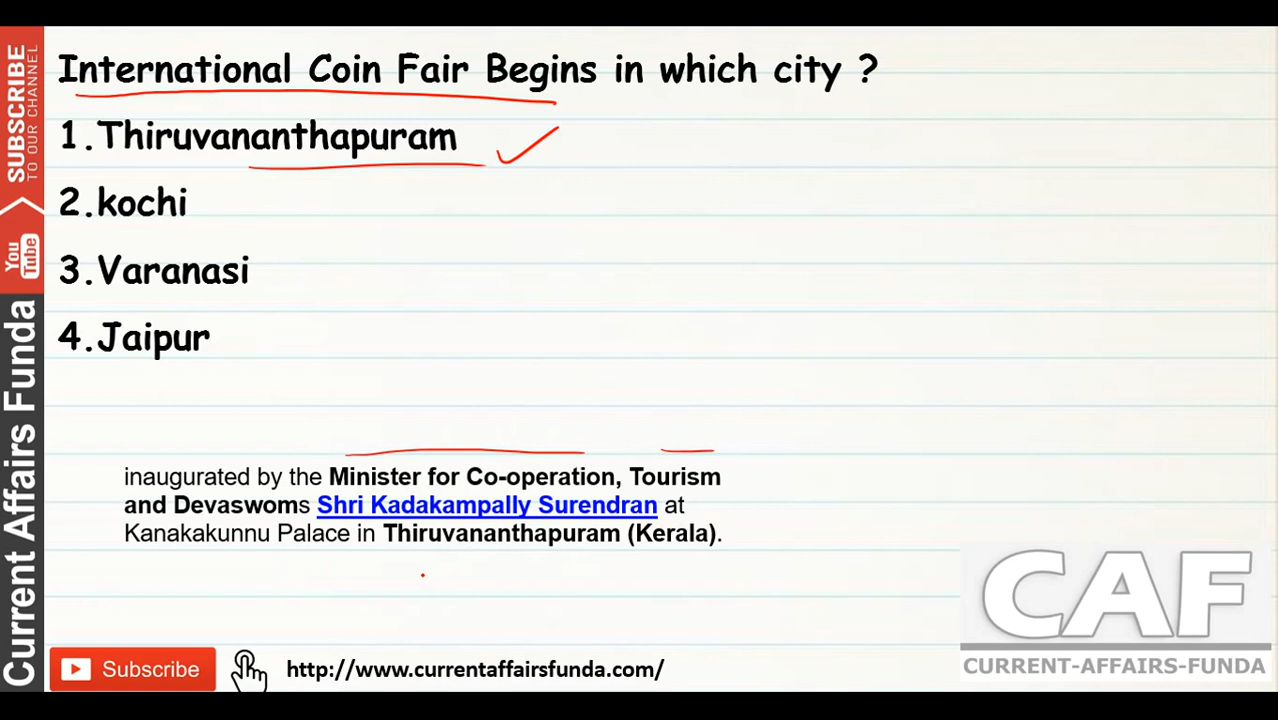 International Coin Fair Begins in which city ?
1.Thiruvananthapuram
2.kochi
3.Varanasi
4.Jaipur
inaugurated by the Minister for Co-operation, Tourism
and Devaswoms Shri Kadakampally Surendran at
Kanakakunnu Palace in Thiruvananthapuram (Kerala).
SUBSCRIBE
TO OUR CHANNEL
You
Tube
Current Affairs Funda
Subscribe
http://www.currentaffairsfunda.com/
CAF
CURRENT-AFFAIRS-FUNDA